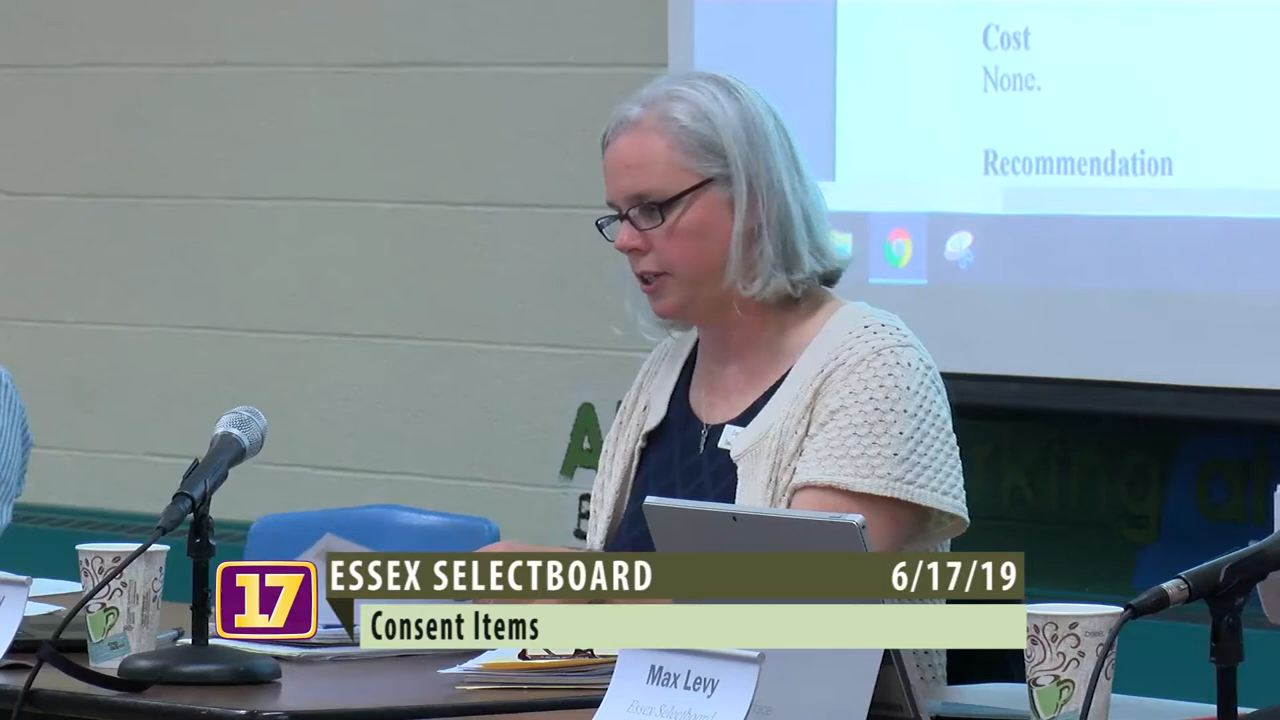 Cost
None.
Recommendation
17
ESSEX SELECTBOARD
6/17/19
Consent Items
Max Levy
Essex Selectboard